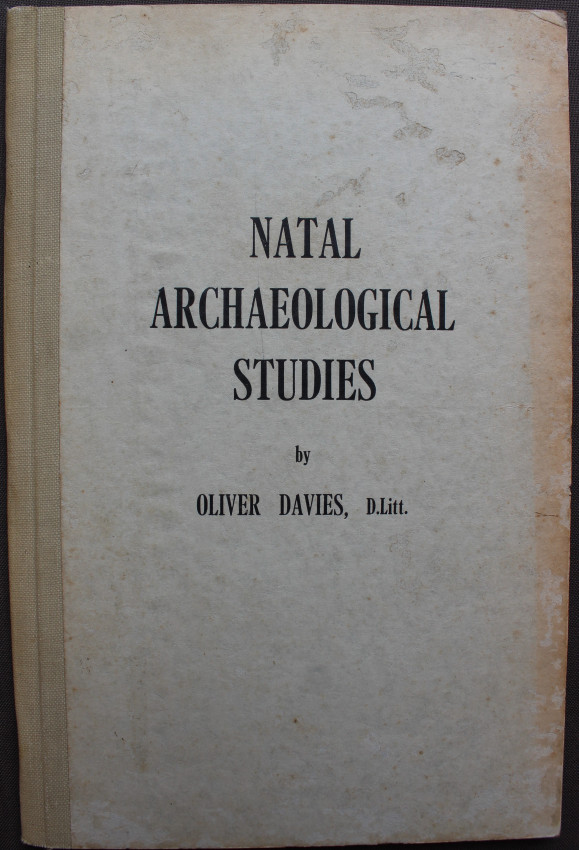 NATAL
ARCHAEOLOGICAL
STUDIES
by
OLIVER DAVIES, D.Litt.